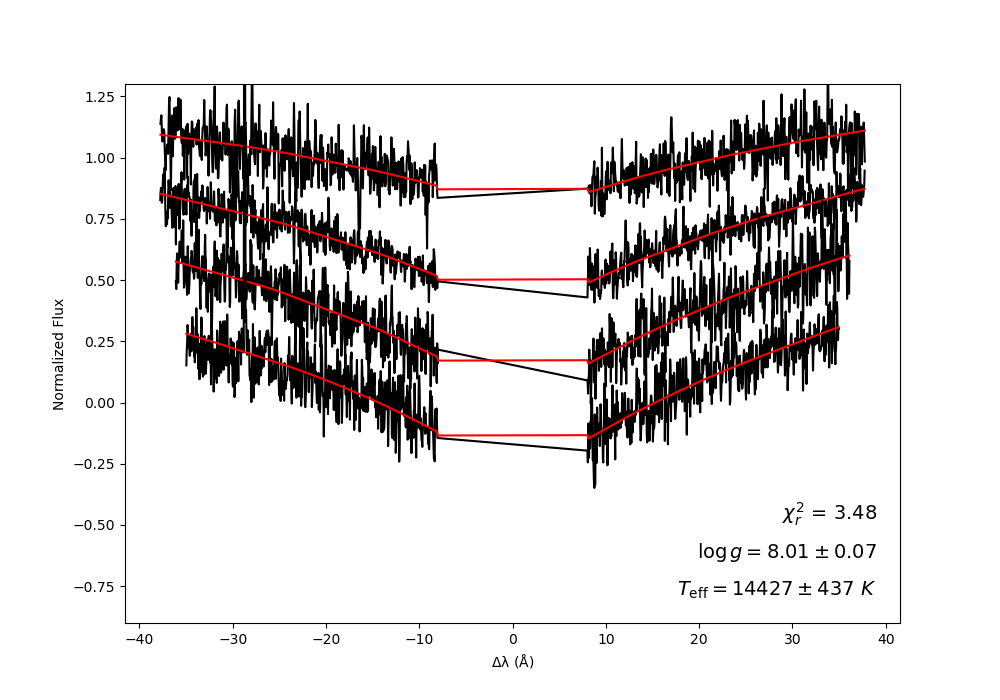 1.25
1.00
0.75
0.50
0.25
0.00
−0.25
−0.50
−0.75
Normalized Flux
χ²ᵣ = 3.48
log g = 8.01 ± 0.07
T_eff = 14427 ± 437 K
−40 −30 −20 −10 0 10 20 30 40
Δλ (Å)